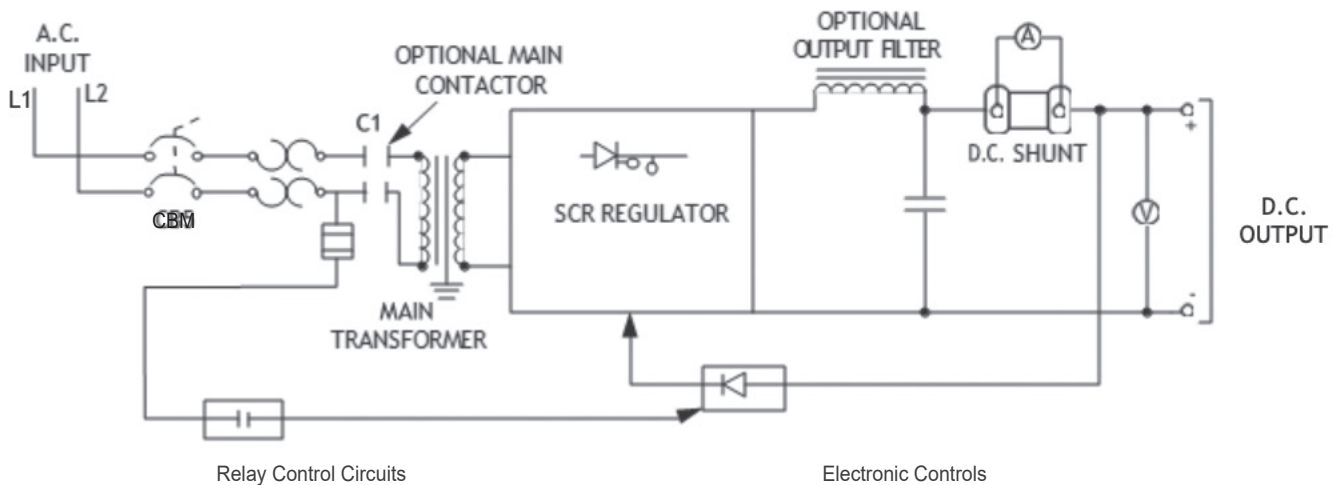 A.C.
INPUT
L1
L2
OPTIONAL MAIN
CONTACTOR
C1
CBM
MAIN
TRANSFORMER
SCR REGULATOR
OPTIONAL
OUTPUT FILTER
A
D.C. SHUNT
+
V
-
D.C.
OUTPUT
Relay Control Circuits
Electronic Controls